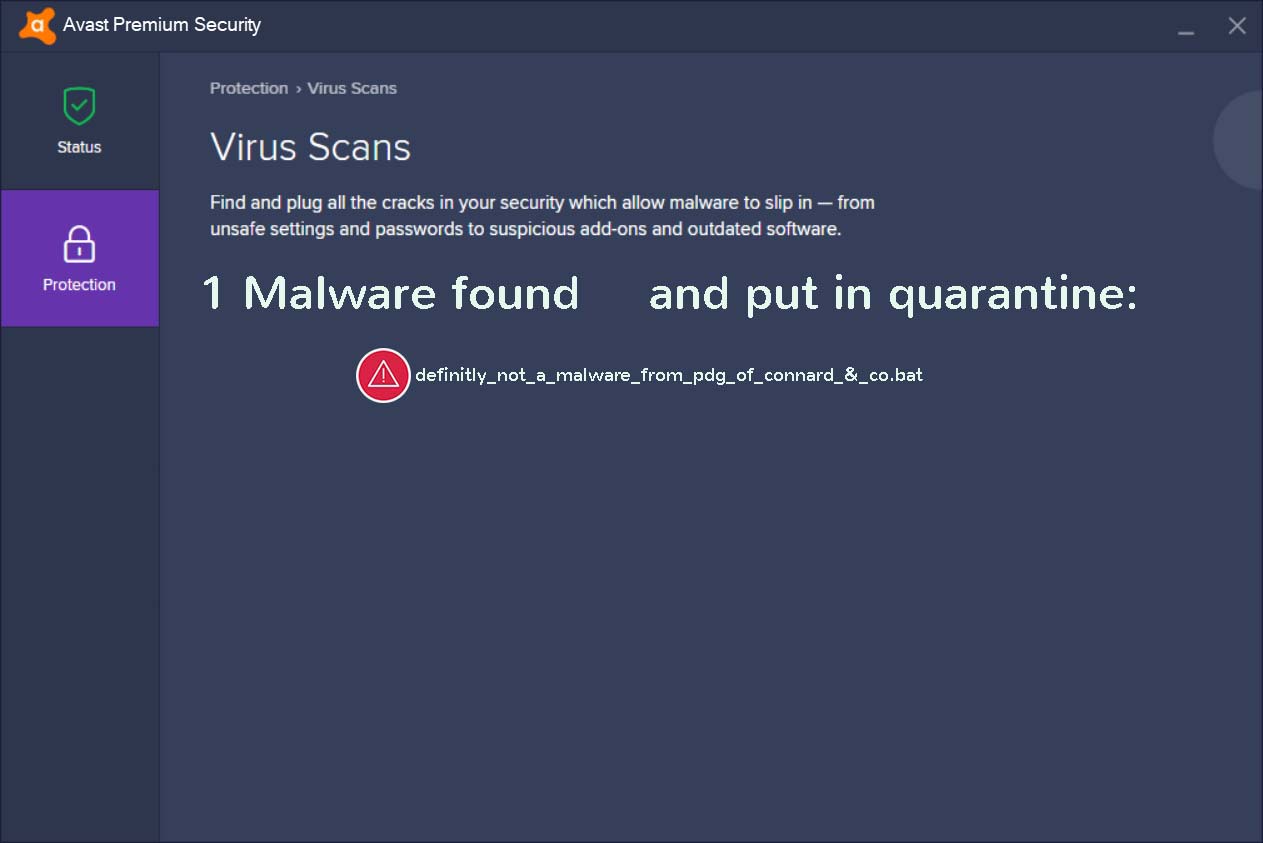 Avast Premium Security
Status
Protection
Protection › Virus Scans
Virus Scans
Find and plug all the cracks in your security which allow malware to slip in — from
unsafe settings and passwords to suspicious add-ons and outdated software.
1 Malware found and put in quarantine:
definitly_not_a_malware_from_pdg_of_connard_&_co.bat